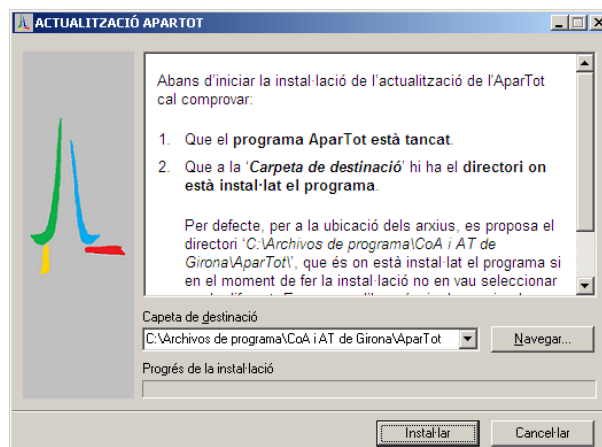 ACTUALITZACIÓ APARTOT
Abans d'iniciar la instal·lació de l'actualització de l'AparTot
cal comprovar:
1. Que el programa AparTot està tancat.
2. Que a la 'Carpeta de destinació' hi ha el directori on
està instal·lat el programa.
Per defecte, per a la ubicació dels arxius, es proposa el
directori 'C:\Archivos de programa\CoA i AT de
Girona\AparTot\', que és on està instal·lat el programa si
en el moment de fer la instal·lació no en vau seleccionar
Capeta de destinació
C:\Archivos de programa\CoA i AT de Girona\AparTot
Navegar...
Progrés de la instal·lació
Instal·lar
Cancel·lar